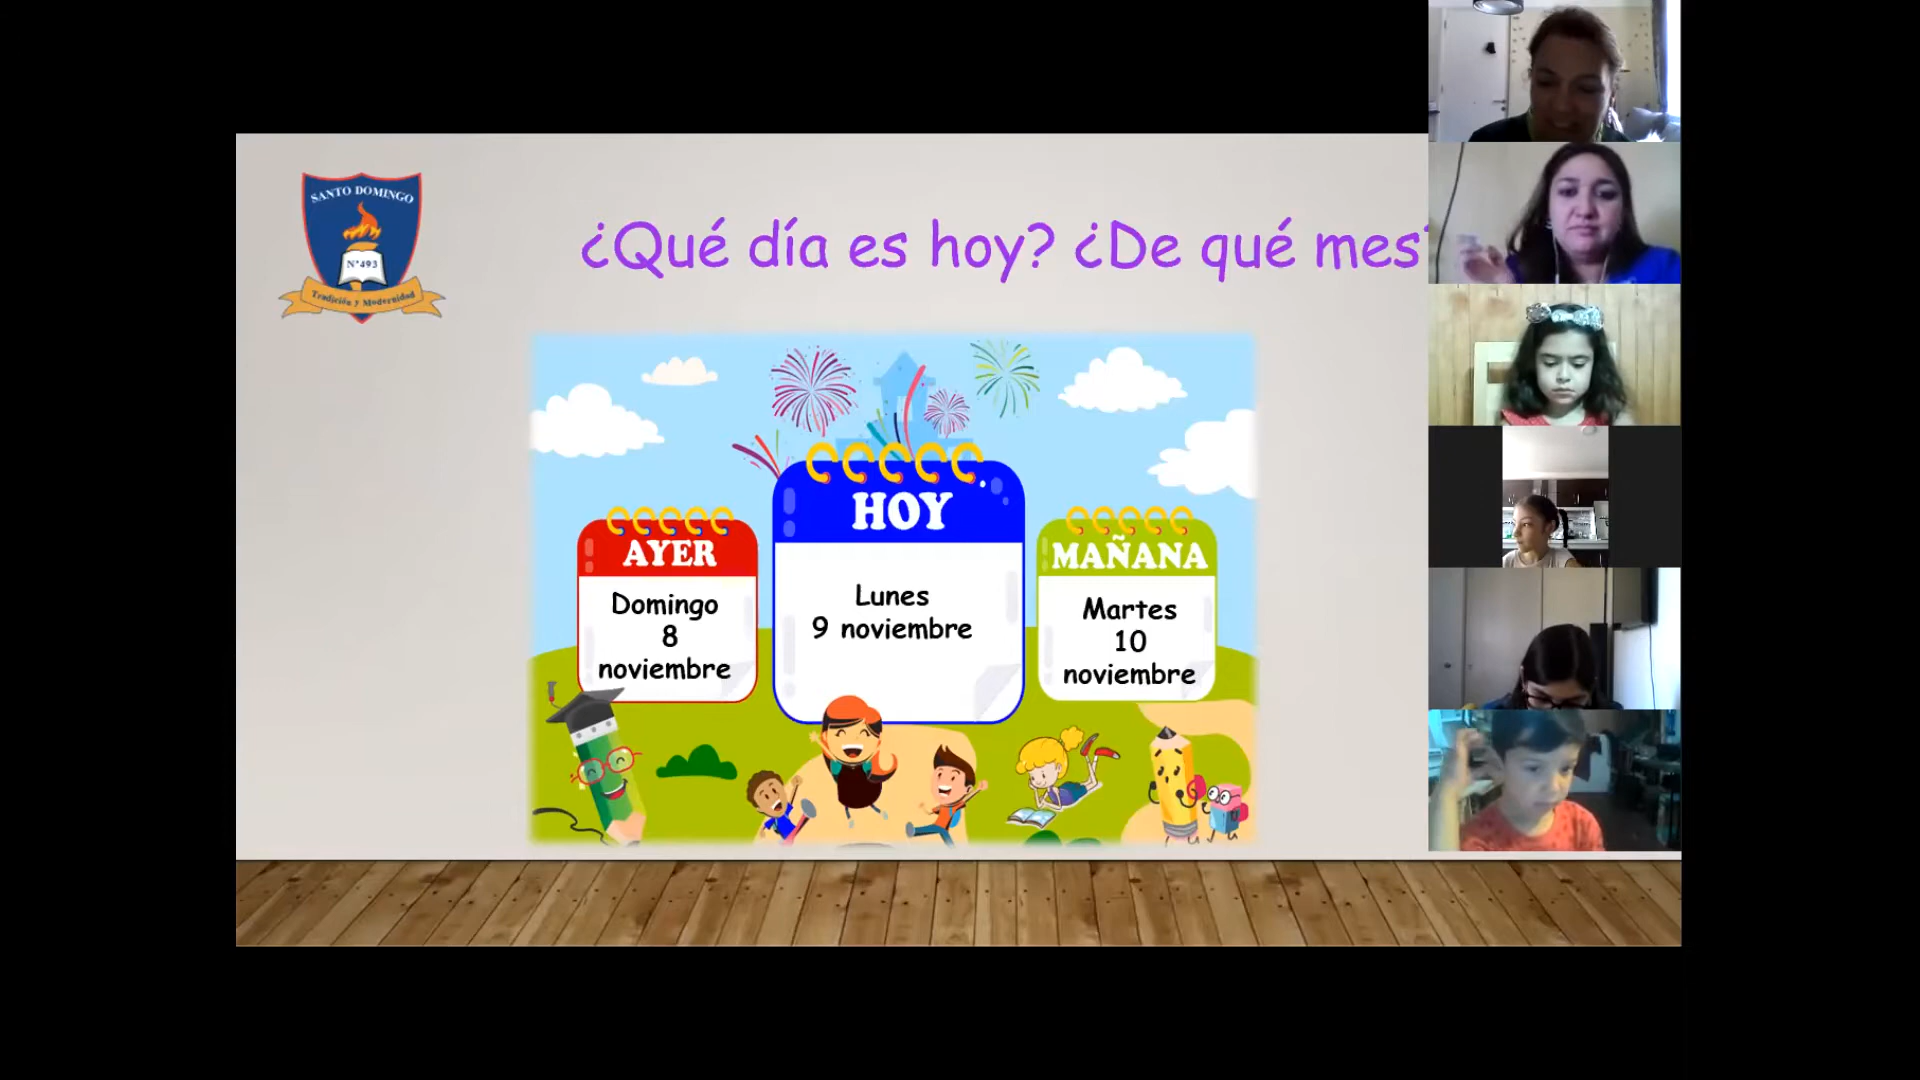 SANTO DOMINGO
N°493
Tradición y Modernidad
¿Qué día es hoy? ¿De qué mes?
AYER
Domingo
8
noviembre
HOY
Lunes
9 noviembre
MAÑANA
Martes
10
noviembre